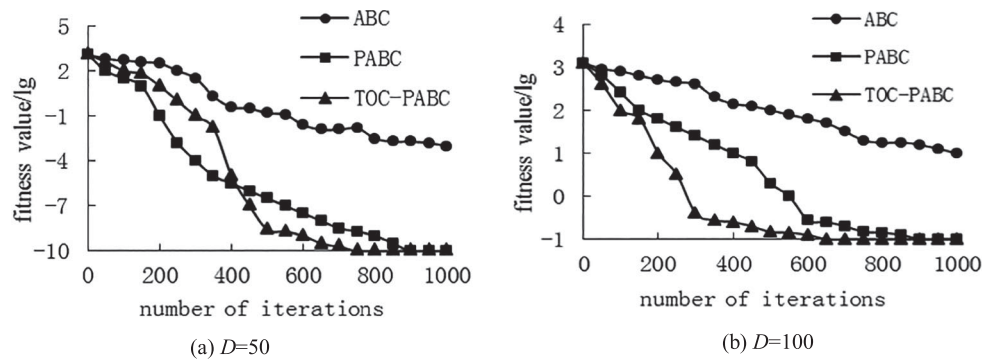 5
2
-1
-4
-7
-10
fitness value/lg
ABC
PABC
TOC-PABC
0 200 400 600 800 1000
number of iterations
(a) D=50
4
3
2
1
0
-1
fitness value/lg
ABC
PABC
TOC-PABC
0 200 400 600 800 1000
number of iterations
(b) D=100